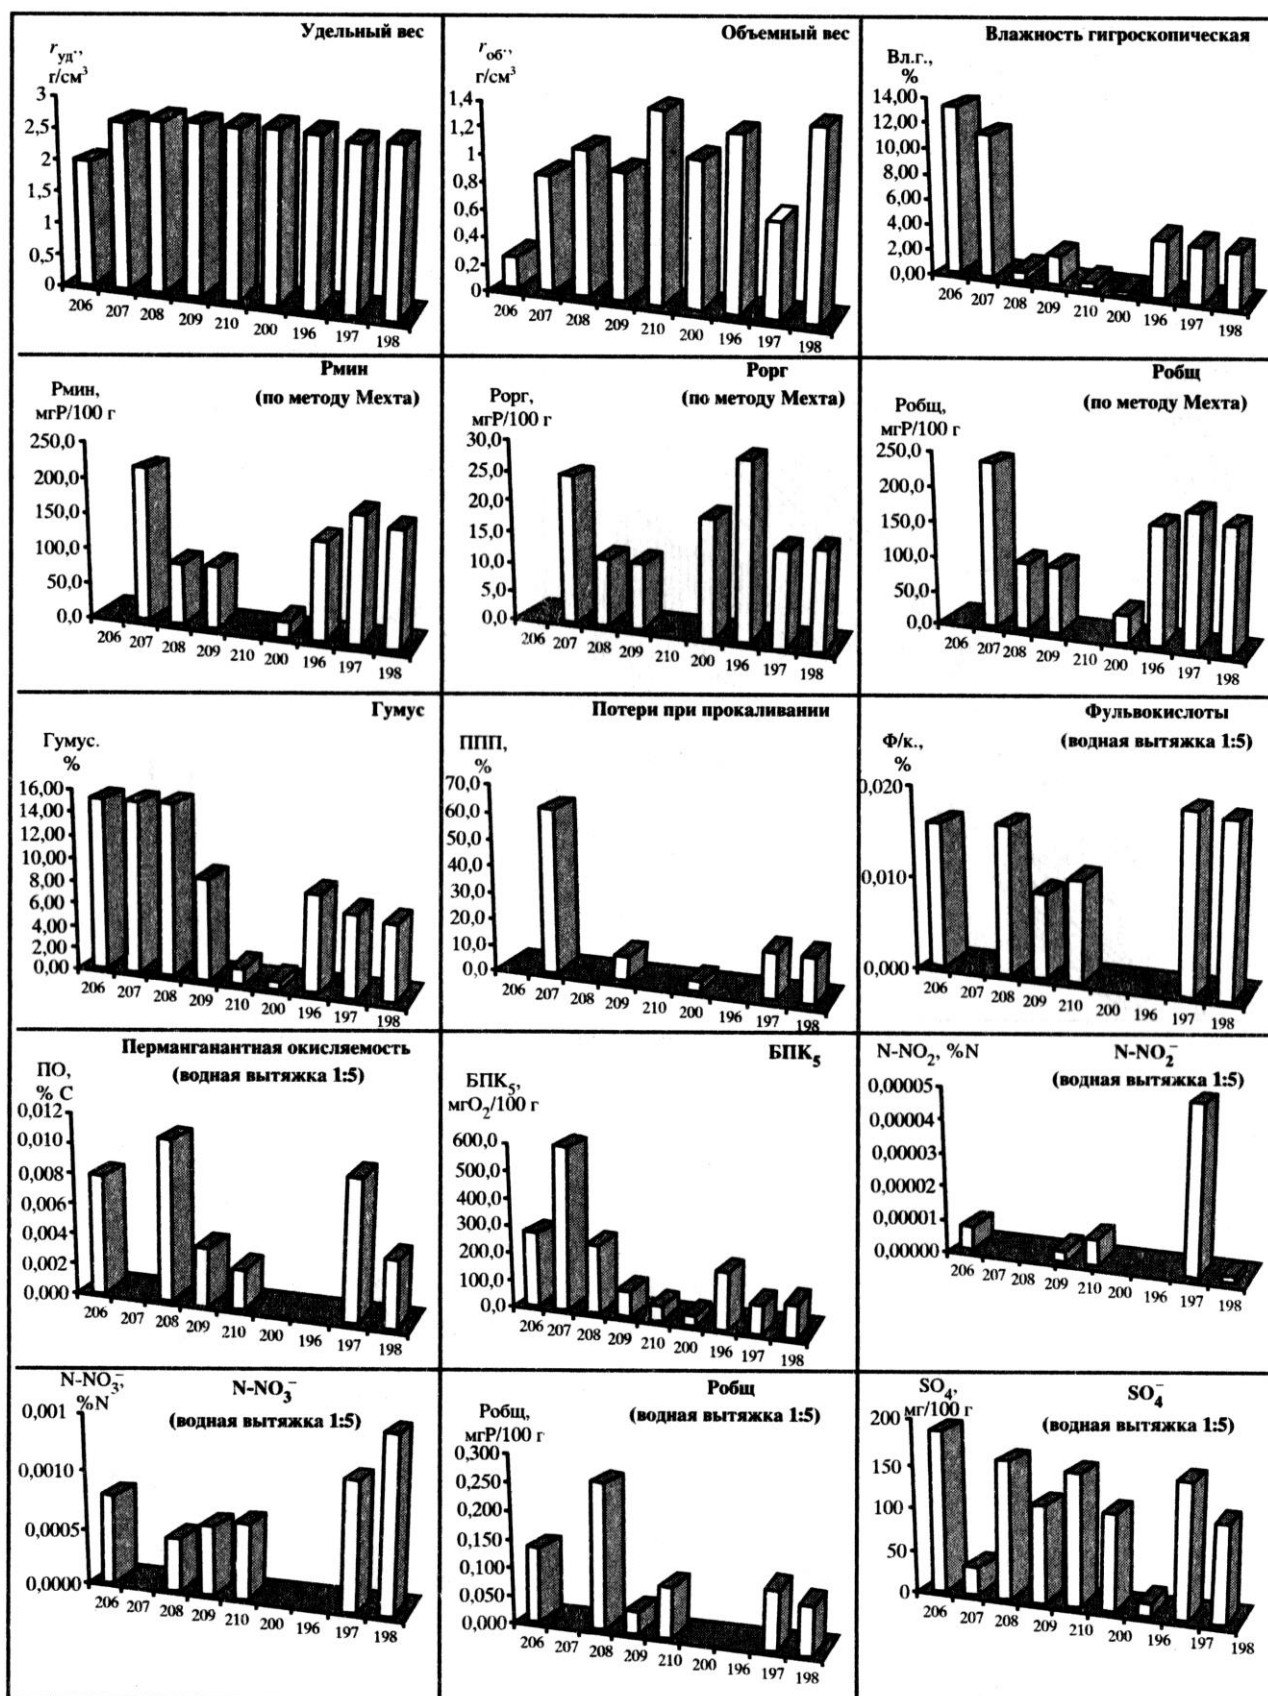 Удельный вес
r уд.,
г/см³
3
2,5
2
1,5
1
0,5
0
206 207 208 209 210 200 196 197 198
Объемный вес
r об.,
г/см³
1,4
1,2
1
0,8
0,6
0,4
0,2
0
206 207 208 209 210 200 196 197 198
Влажность гигроскопическая
Вл.г.,
%
14,00
12,00
10,00
8,00
6,00
4,00
2,00
0,00
206 207 208 209 210 200 196 197 198
Рмин
(по методу Мехта)
Рмин,
мгР/100 г
250,0
200,0
150,0
100,0
50,0
0,0
206 207 208 209 210 200 196 197 198
Рорг
(по методу Мехта)
Рорг,
мгР/100 г
30,0
25,0
20,0
15,0
10,0
5,0
0,0
206 207 208 209 210 200 196 197 198
Робщ
(по методу Мехта)
Робщ,
мгР/100 г
250,0
200,0
150,0
100,0
50,0
0,0
206 207 208 209 210 200 196 197 198
Гумус
Гумус.
%
16,00
14,00
12,00
10,00
8,00
6,00
4,00
2,00
0,00
206 207 208 209 210 200 196 197 198
Потери при прокаливании
ППП,
%
70,0
60,0
50,0
40,0
30,0
20,0
10,0
0,0
206 207 208 209 210 200 196 197 198
Фульвокислоты
(водная вытяжка 1:5)
Ф/к.,
%
0,020
0,010
0,000
206 207 208 209 210 200 196 197 198
Перманганантная окисляемость
(водная вытяжка 1:5)
ПО,
% С
0,012
0,010
0,008
0,006
0,004
0,002
0,000
206 207 208 209 210 200 196 197 198
БПК₅
БПК₅,
мгО₂/100 г
600,0
500,0
400,0
300,0
200,0
100,0
0,0
206 207 208 209 210 200 196 197 198
N-NO₂⁻
(водная вытяжка 1:5)
N-NO₂, %N
0,00005
0,00004
0,00003
0,00002
0,00001
0,00000
206 207 208 209 210 200 196 197 198
N-NO₃⁻
(водная вытяжка 1:5)
N-NO₃⁻,
%N
0,001
0,0010
0,0005
0,0000
206 207 208 209 210 200 196 197 198
Робщ
(водная вытяжка 1:5)
Робщ,
мгР/100 г
0,300
0,250
0,200
0,150
0,100
0,050
0,000
206 207 208 209 210 200 196 197 198
SO₄⁻
(водная вытяжка 1:5)
SO₄,
мг/100 г
200
150
100
50
0
206 207 208 209 210 200 196 197 198